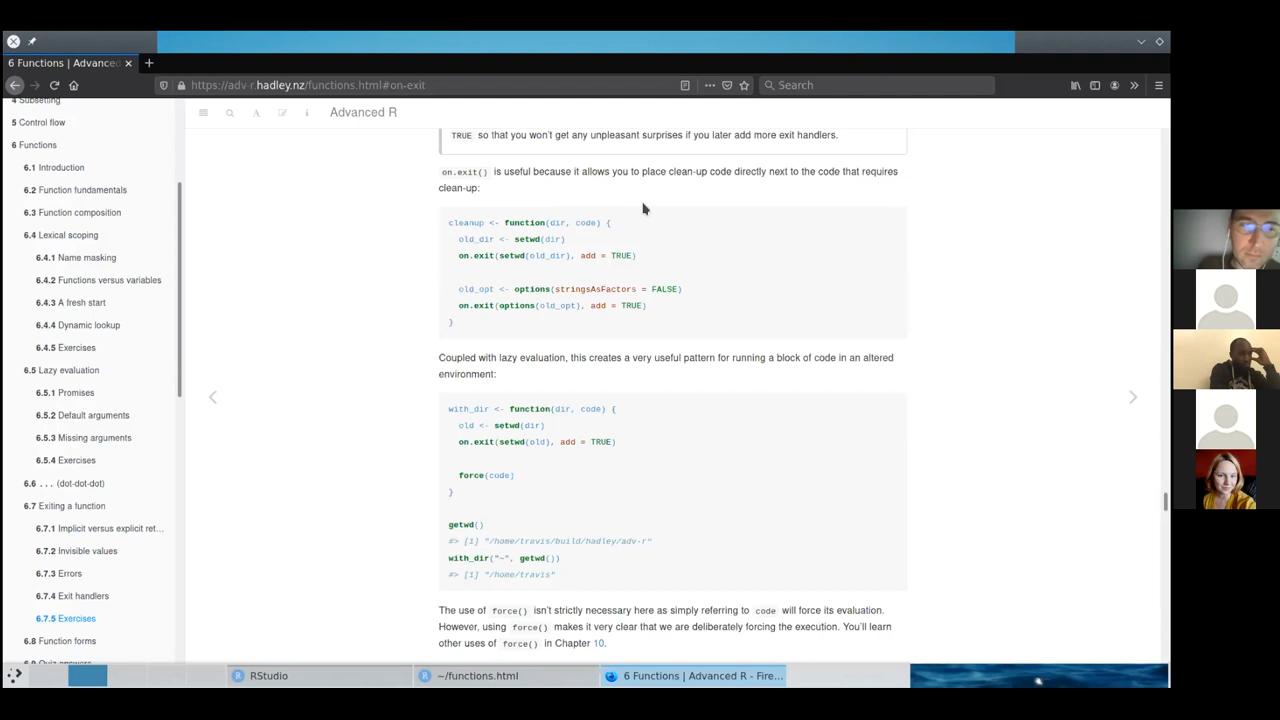 6 Functions | Advanced
https://adv-r.hadley.nz/functions.html#on-exit
Search
4 Subsetting
5 Control flow
6 Functions
6.1 Introduction
6.2 Function fundamentals
6.3 Function composition
6.4 Lexical scoping
6.4.1 Name masking
6.4.2 Functions versus variables
6.4.3 A fresh start
6.4.4 Dynamic lookup
6.4.5 Exercises
6.5 Lazy evaluation
6.5.1 Promises
6.5.2 Default arguments
6.5.3 Missing arguments
6.5.4 Exercises
6.6 ... (dot-dot-dot)
6.7 Exiting a function
6.7.1 Implicit versus explicit ret...
6.7.2 Invisible values
6.7.3 Errors
6.7.4 Exit handlers
6.7.5 Exercises
6.8 Function forms
6.9 Quiz answers
Advanced R
TRUE so that you won't get any unpleasant surprises if you later add more exit handlers.
on.exit() is useful because it allows you to place clean-up code directly next to the code that requires
clean-up:
cleanup <- function(dir, code) {
  old_dir <- setwd(dir)
  on.exit(setwd(old_dir), add = TRUE)
  old_opt <- options(stringsAsFactors = FALSE)
  on.exit(options(old_opt), add = TRUE)
}
Coupled with lazy evaluation, this creates a very useful pattern for running a block of code in an altered
environment:
with_dir <- function(dir, code) {
  old <- setwd(dir)
  on.exit(setwd(old), add = TRUE)
  force(code)
}
getwd()
#> [1] "/home/travis/build/hadley/adv-r"
with_dir("~", getwd())
#> [1] "/home/travis"
The use of force() isn't strictly necessary here as simply referring to code will force its evaluation.
However, using force() makes it very clear that we are deliberately forcing the execution. You'll learn
other uses of force() in Chapter 10.
RStudio
~/functions.html
6 Functions | Advanced R - Fire...